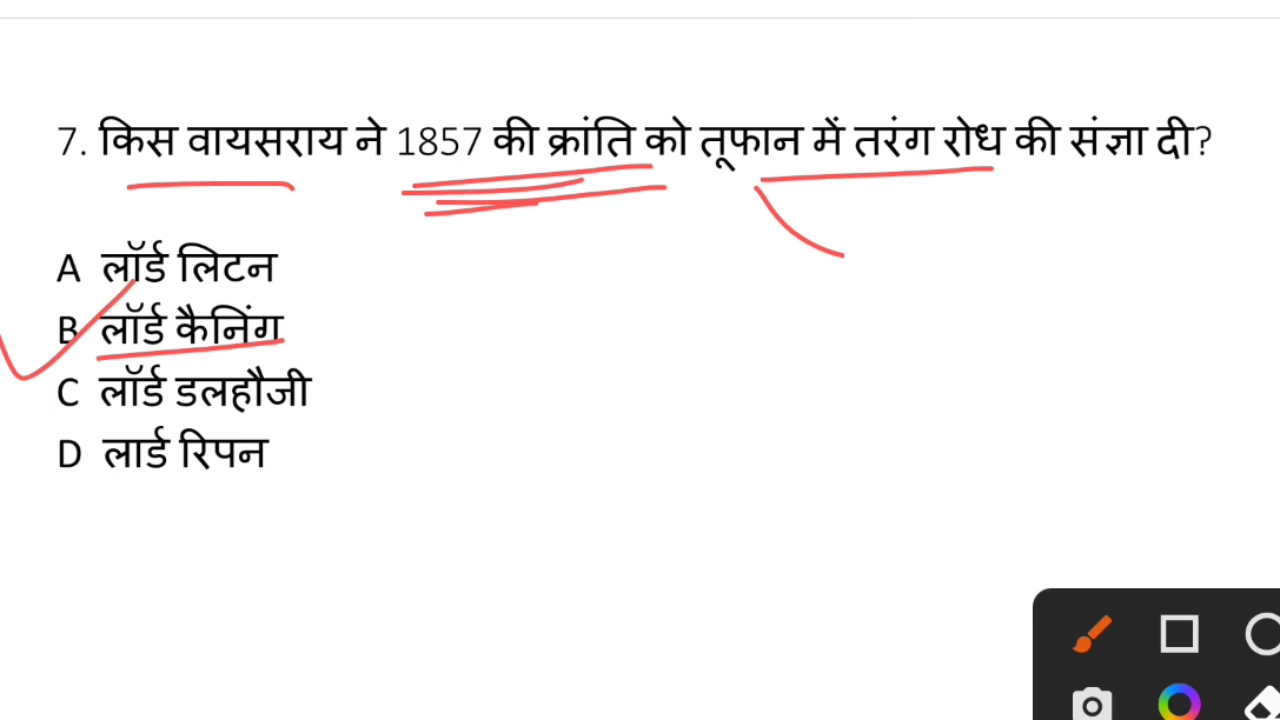 7. किस वायसराय ने 1857 की क्रांति को तूफान में तरंग रोध की संज्ञा दी?
A लॉर्ड लिटन
B लॉर्ड कैनिंग
C लॉर्ड डलहौजी
D लार्ड रिपन